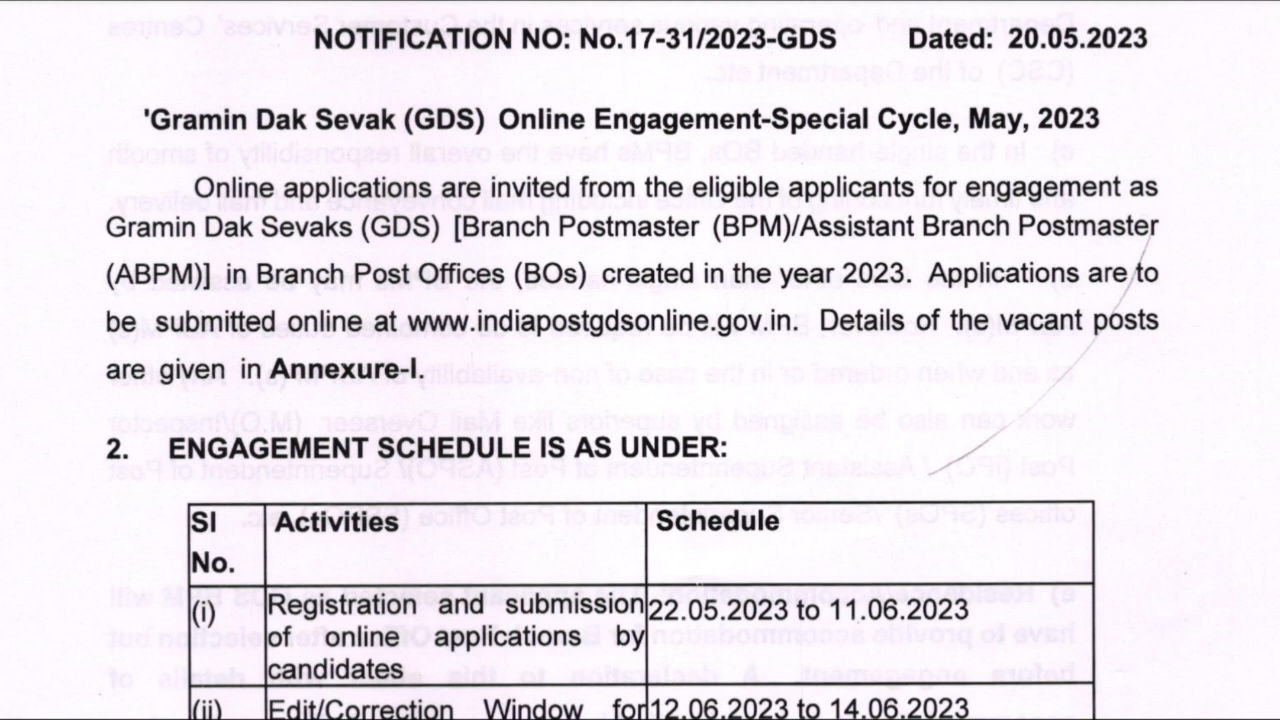 NOTIFICATION NO: No.17-31/2023-GDS Dated: 20.05.2023
'Gramin Dak Sevak (GDS) Online Engagement-Special Cycle, May, 2023
Online applications are invited from the eligible applicants for engagement as
Gramin Dak Sevaks (GDS) [Branch Postmaster (BPM)/Assistant Branch Postmaster
(ABPM)] in Branch Post Offices (BOs) created in the year 2023. Applications are to
be submitted online at www.indiapostgdsonline.gov.in. Details of the vacant posts
are given in Annexure-I.
2. ENGAGEMENT SCHEDULE IS AS UNDER:
Sl Activities Schedule
No.
(i) Registration and submission 22.05.2023 to 11.06.2023
of online applications by
candidates
(ii) Edit/Correction Window for 12.06.2023 to 14.06.2023